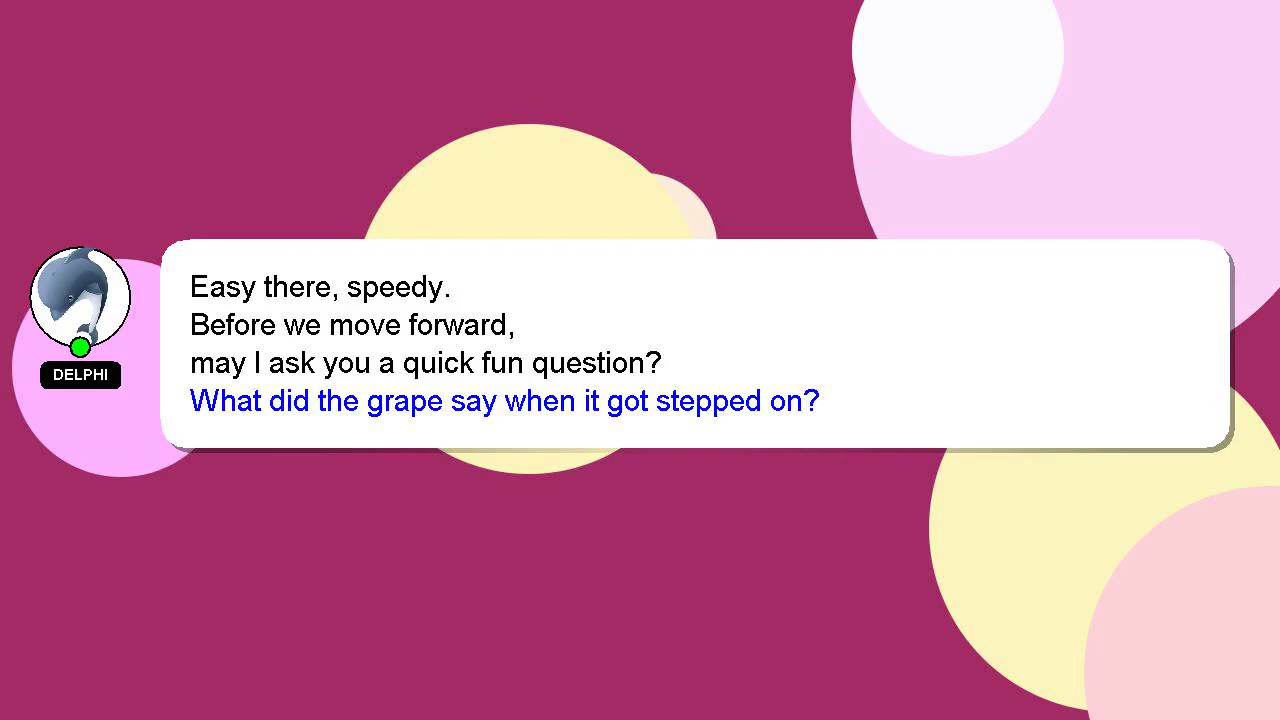 Easy there, speedy.
Before we move forward,
may I ask you a quick fun question?
What did the grape say when it got stepped on?
DELPHI